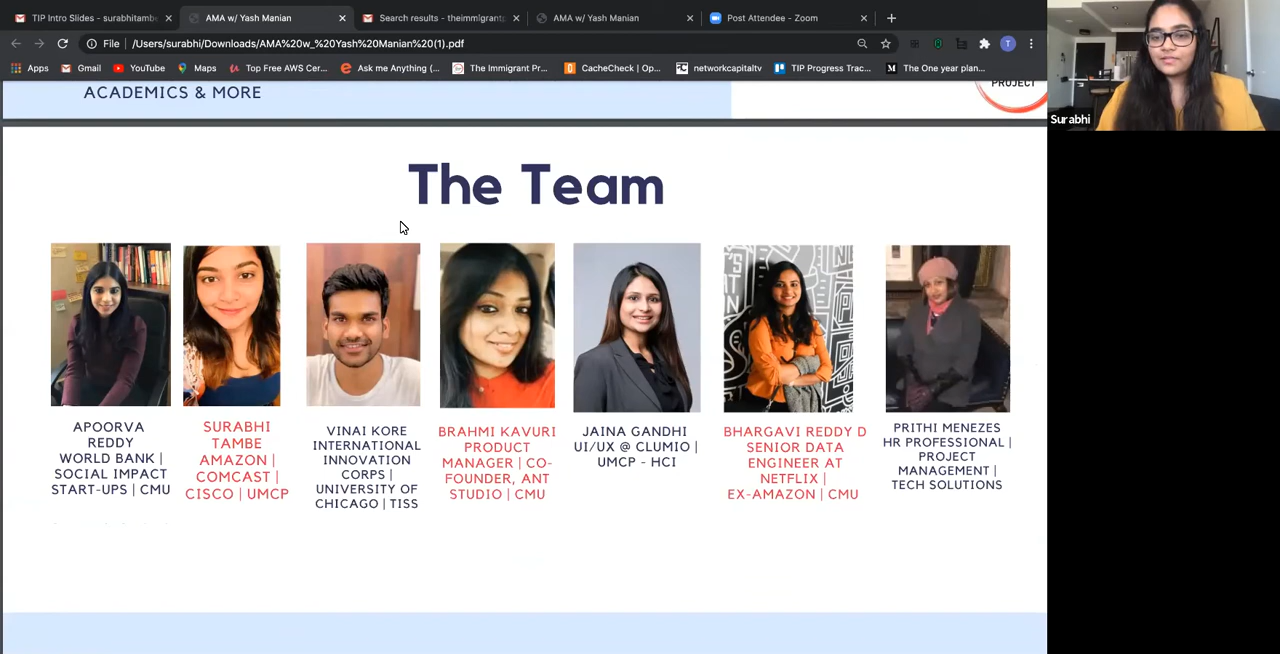 TIP Intro Slides - surabhitambe
AMA w/ Yash Manian
Search results - theimmigrant
AMA w/ Yash Manian
Post Attendee - Zoom
File
/Users/surabhi/Downloads/AMA%20w_%20Yash%20Manian%20(1).pdf
T
Apps
Gmail
YouTube
Maps
Top Free AWS Cer...
Ask me Anything (...
The Immigrant Pr...
CacheCheck | Op...
networkcapitaltv
TIP Progress Trac...
The One year plan...
ACADEMICS & MORE
PROJECT
Surabhi
The Team
APOORVA
REDDY
WORLD BANK |
SOCIAL IMPACT
START-UPS | CMU
SURABHI
TAMBE
AMAZON |
COMCAST |
CISCO | UMCP
VINAI KORE
INTERNATIONAL
INNOVATION
CORPS |
UNIVERSITY OF
CHICAGO | TISS
BRAHMI KAVURI
PRODUCT
MANAGER | CO-
FOUNDER, ANT
STUDIO | CMU
JAINA GANDHI
UI/UX @ CLUMIO |
UMCP - HCI
BHARGAVI REDDY D
SENIOR DATA
ENGINEER AT
NETFLIX |
EX-AMAZON | CMU
PRITHI MENEZES
HR PROFESSIONAL |
PROJECT
MANAGEMENT |
TECH SOLUTIONS